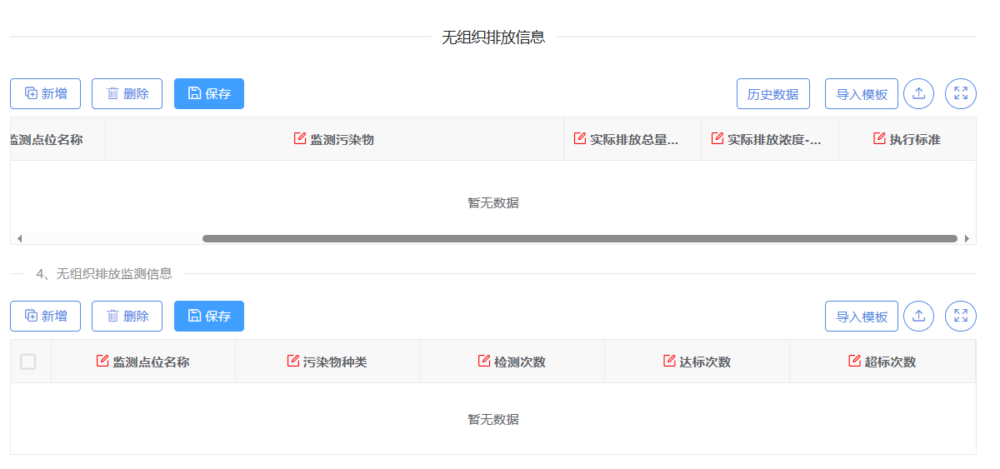 无组织排放信息
新增 删除 保存 历史数据 导入模板
监测点位名称 监测污染物 实际排放总量... 实际排放浓度-... 执行标准
暂无数据
4、无组织排放监测信息
新增 删除 保存 导入模板
监测点位名称 污染物种类 检测次数 达标次数 超标次数
暂无数据